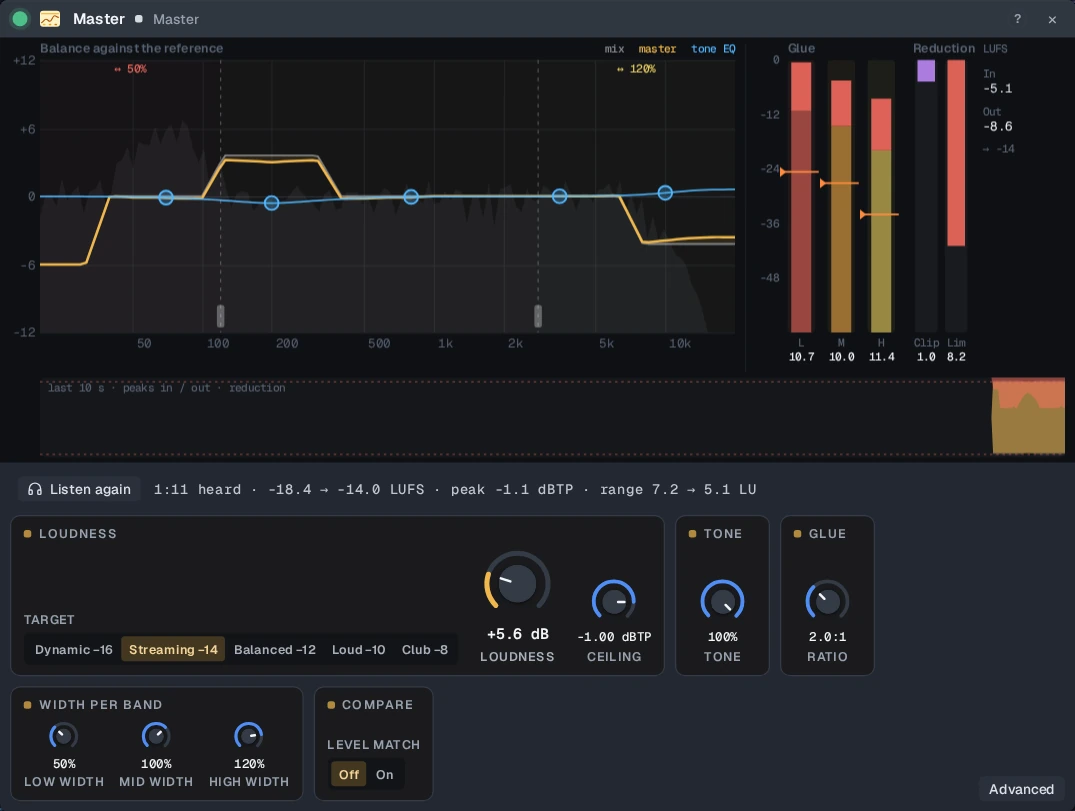 Master Master ? ×
Balance against the reference mix master tone EQ Glue Reduction LUFS
+12 ↔ 50% ↔ 120% 0
In
-5.1
+6 -12 Out
-8.6
→ -14
0 -24
-6 -36
-48
-12 L M H Clip Lim
50 100 200 500 1k 2k 5k 10k 10.7 10.0 11.4 1.0 8.2
last 10 s · peaks in / out · reduction
Listen again 1:11 heard · -18.4 → -14.0 LUFS · peak -1.1 dBTP · range 7.2 → 5.1 LU
LOUDNESS TONE GLUE
TARGET
Dynamic −16 Streaming −14 Balanced −12 Loud −10 Club −8
+5.6 dB -1.00 dBTP 100% 2.0:1
LOUDNESS CEILING TONE RATIO
WIDTH PER BAND COMPARE
LEVEL MATCH
50% 100% 120% Off On
LOW WIDTH MID WIDTH HIGH WIDTH
Advanced